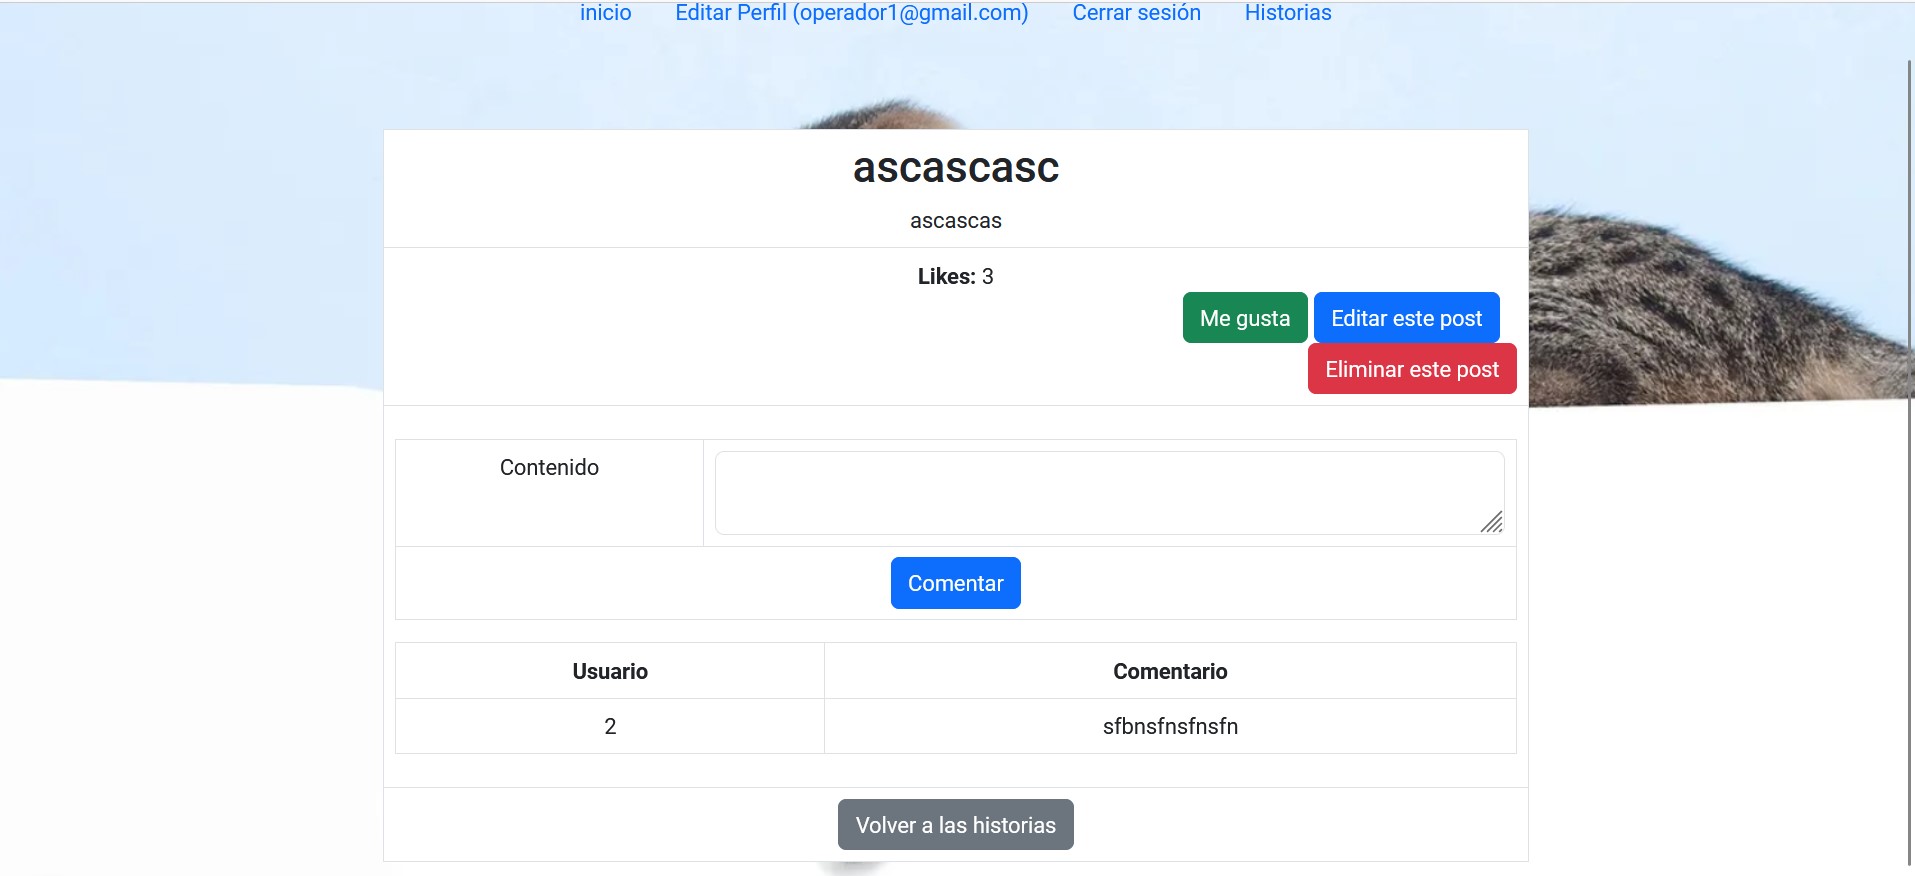 inicio Editar Perfil (operador1@gmail.com) Cerrar sesión Historias
ascascasc
ascascas
Likes: 3
Me gusta Editar este post
Eliminar este post
Contenido
Comentar
Usuario Comentario
2 sfbnsfnsfnsfn
Volver a las historias